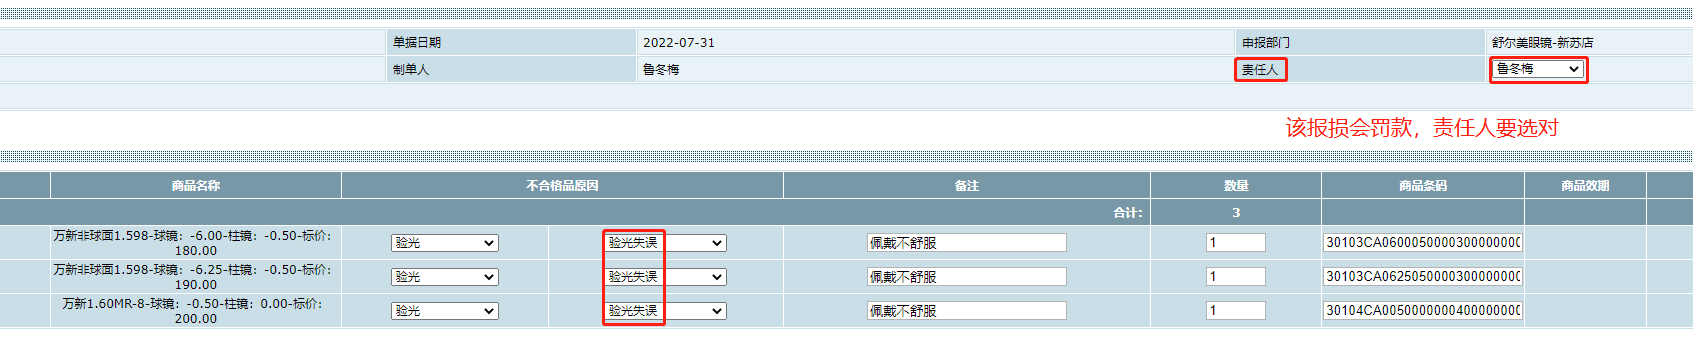 单据日期 2022-07-31 申报部门 舒尔美眼镜-新苏店
制单人 鲁冬梅 责任人 鲁冬梅
该报损会罚款，责任人要选对
商品名称 不合格品原因 备注 数量 商品条码 商品效期
合计： 3
万新非球面1.598-球镜：-6.00-柱镜：-0.50-标价：
180.00
验光 验光失误 佩戴不舒服 1 30103CA0600050000300000000
万新非球面1.598-球镜：-6.25-柱镜：-0.50-标价：
190.00
验光 验光失误 佩戴不舒服 1 30103CA0625050000300000000
万新1.60MR-8-球镜：-0.50-柱镜：0.00-标价：
200.00
验光 验光失误 佩戴不舒服 1 30104CA0050000000400000000